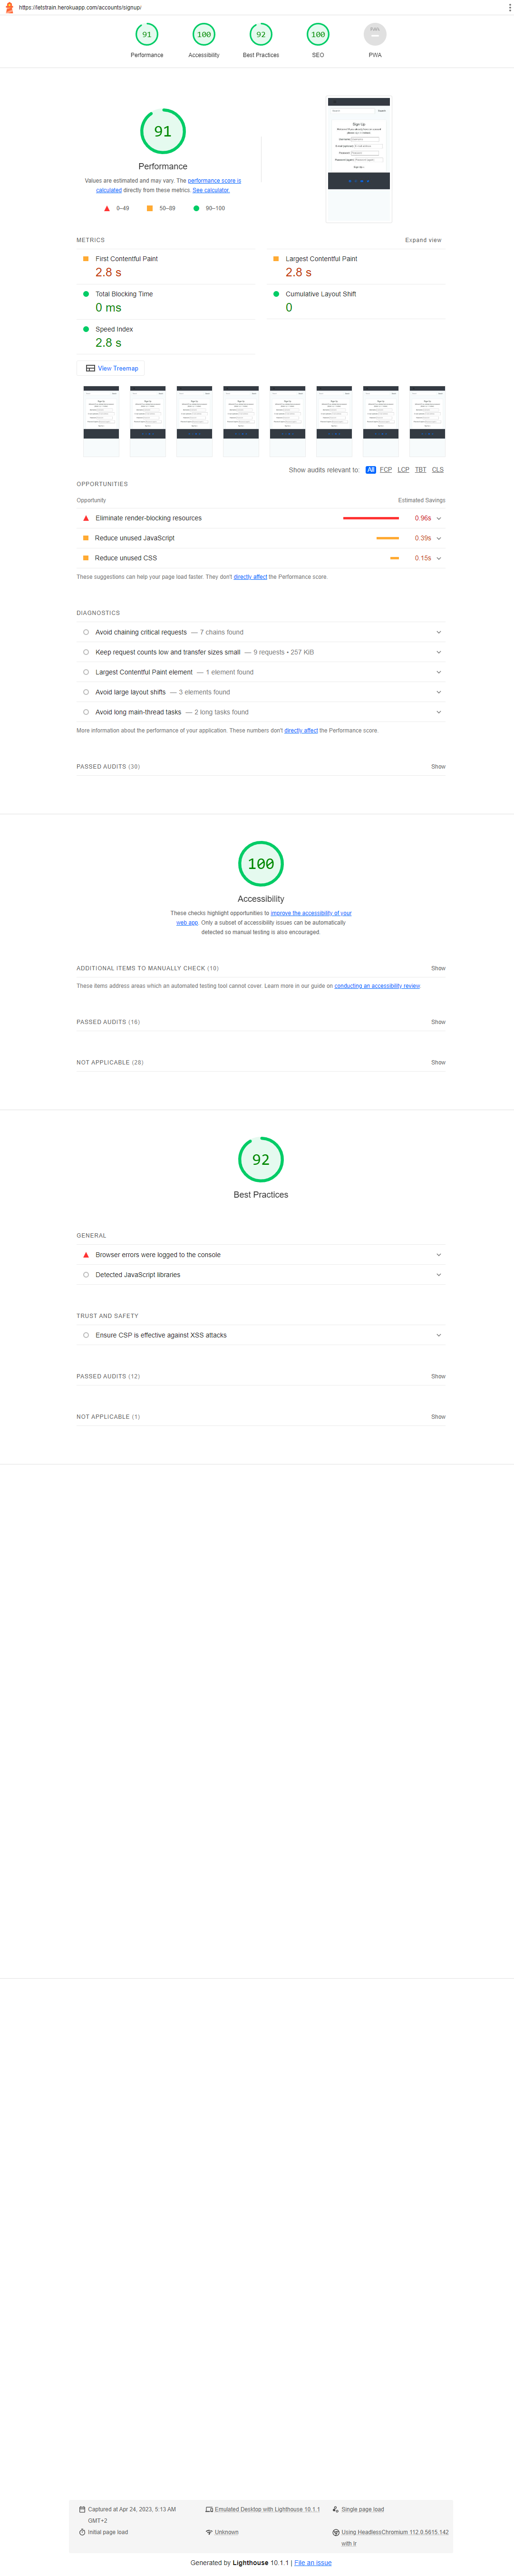 https://letstrain.herokuapp.com/accounts/signup/
91
100
92
100
Performance
Accessibility
Best Practices
SEO
PWA
91
Performance
Values are estimated and may vary. The performance score is
calculated directly from these metrics. See calculator.
0–49
50–89
90–100
Sign Up
METRICS
Expand view
First Contentful Paint
2.8 s
Largest Contentful Paint
2.8 s
Total Blocking Time
0 ms
Cumulative Layout Shift
0
Speed Index
2.8 s
View Treemap
Show audits relevant to: All FCP LCP TBT CLS
OPPORTUNITIES
Opportunity
Estimated Savings
Eliminate render-blocking resources
0.96s
Reduce unused JavaScript
0.39s
Reduce unused CSS
0.15s
These suggestions can help your page load faster. They don't directly affect the Performance score.
DIAGNOSTICS
Avoid chaining critical requests — 7 chains found
Keep request counts low and transfer sizes small — 9 requests • 257 KiB
Largest Contentful Paint element — 1 element found
Avoid large layout shifts — 3 elements found
Avoid long main-thread tasks — 2 long tasks found
More information about the performance of your application. These numbers don't directly affect the Performance score.
PASSED AUDITS (30)
Show
100
Accessibility
These checks highlight opportunities to improve the accessibility of your
web app. Only a subset of accessibility issues can be automatically
detected so manual testing is also encouraged.
ADDITIONAL ITEMS TO MANUALLY CHECK (10)
Show
These items address areas which an automated testing tool cannot cover. Learn more in our guide on conducting an accessibility review.
PASSED AUDITS (16)
Show
NOT APPLICABLE (28)
Show
92
Best Practices
GENERAL
Browser errors were logged to the console
Detected JavaScript libraries
TRUST AND SAFETY
Ensure CSP is effective against XSS attacks
PASSED AUDITS (12)
Show
NOT APPLICABLE (1)
Show
Captured at Apr 24, 2023, 5:13 AM
GMT+2
Emulated Desktop with Lighthouse 10.1.1
Single page load
Initial page load
Unknown
Using HeadlessChromium 112.0.5615.142
with lr
Generated by Lighthouse 10.1.1 | File an issue